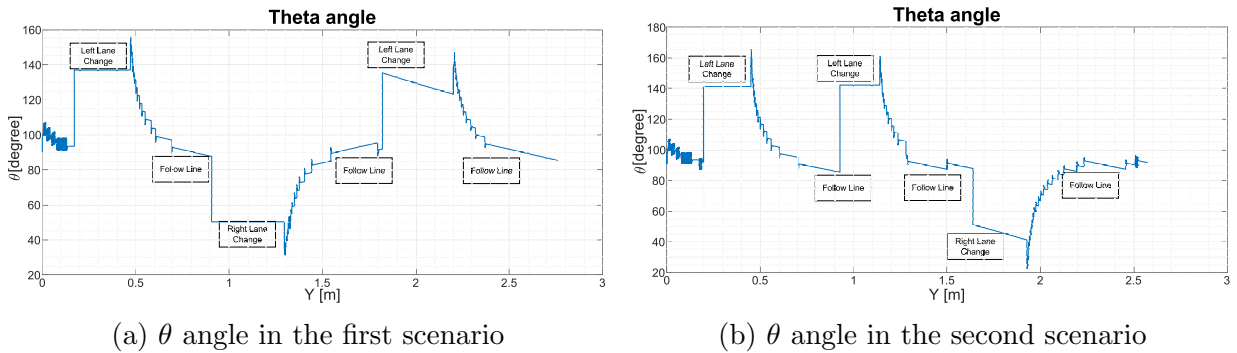 Theta angle
160
140
120
100
80
60
40
20
θ[degree]
Left Lane
Change
Follow Line
Right Lane
Change
Follow Line
Left Lane
Change
Follow Line
0
0.5
1
1.5
2
2.5
3
Y [m]
(a) θ angle in the first scenario
Theta angle
180
160
140
120
100
80
60
40
20
θ[degree]
Left Lane
Change
Left Lane
Change
Follow Line
Follow Line
Right Lane
Change
Follow Line
0
0.5
1
1.5
2
2.5
3
Y [m]
(b) θ angle in the second scenario